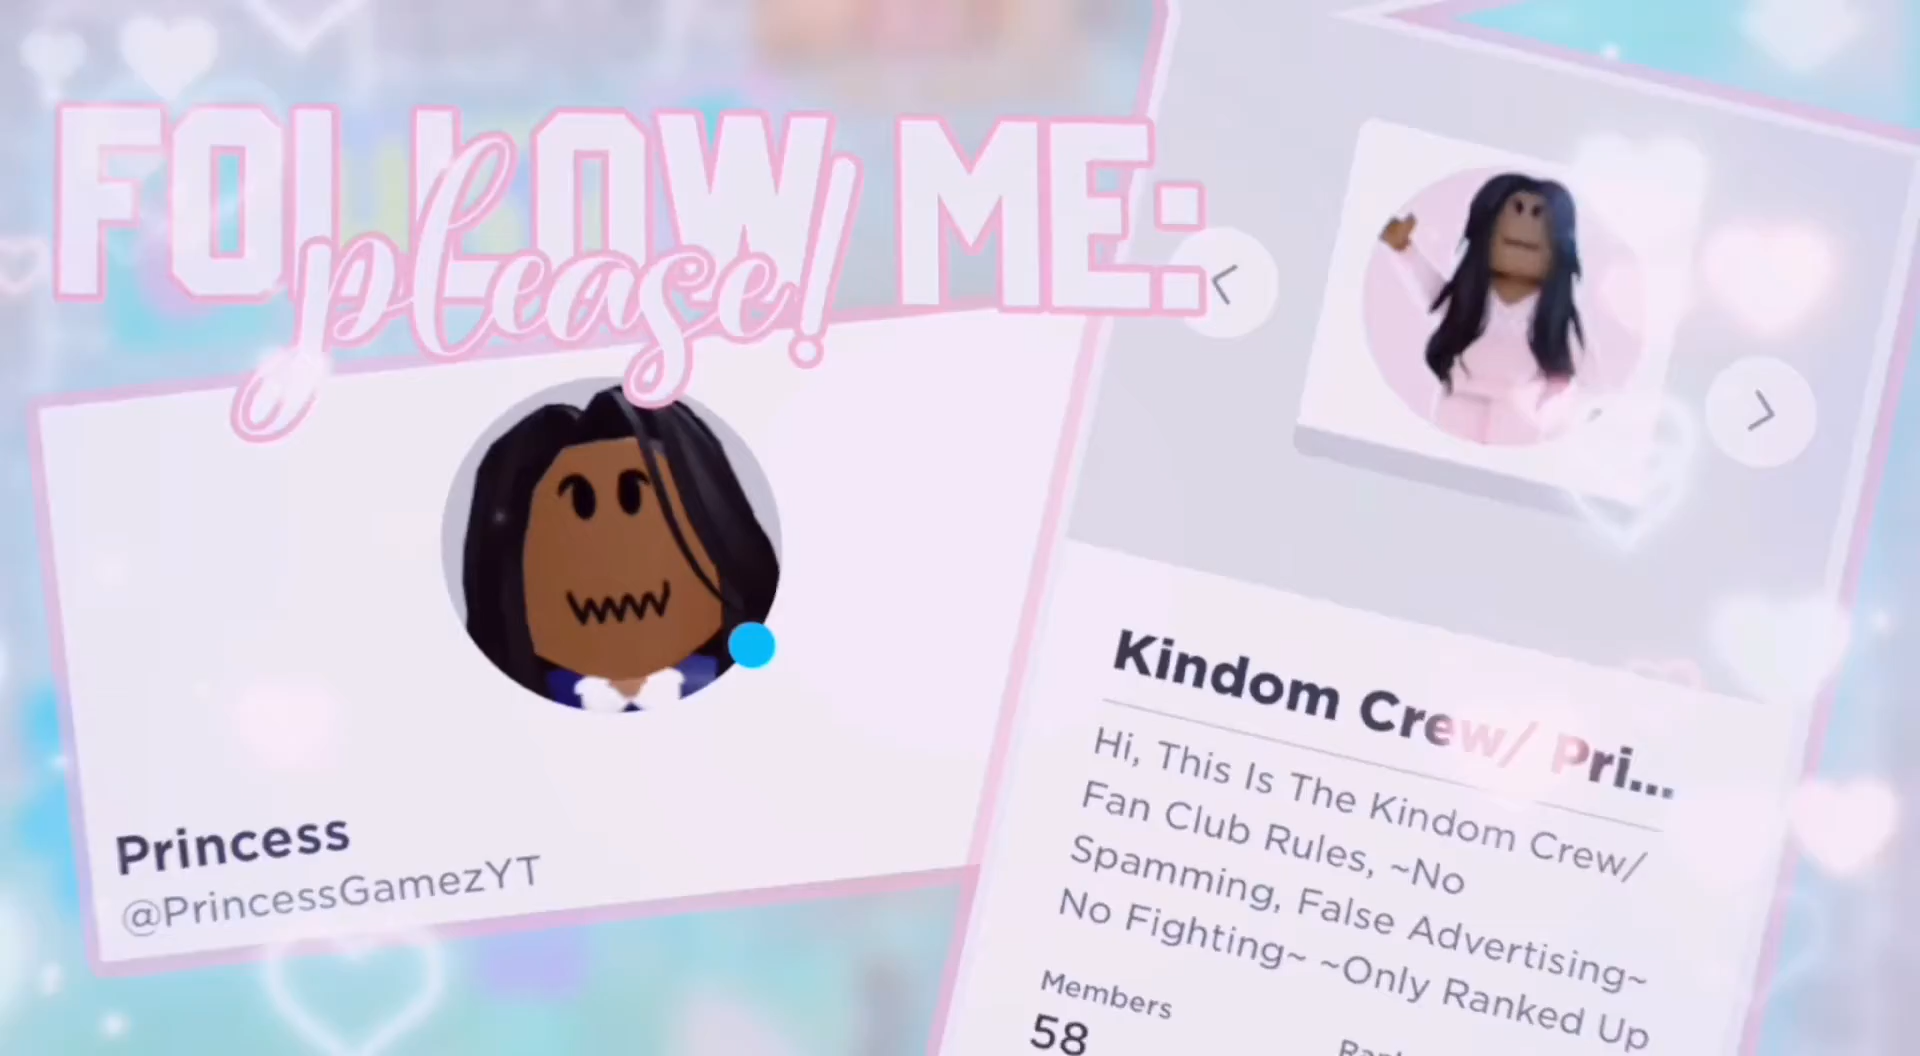 FOLLOW ME:
please!
Princess
@PrincessGamezYT
Kindom Crew/ Pri...
Hi, This Is The Kindom Crew/
Fan Club Rules, ~No
Spamming, False Advertising~
No Fighting~ ~Only Ranked Up
Members
58